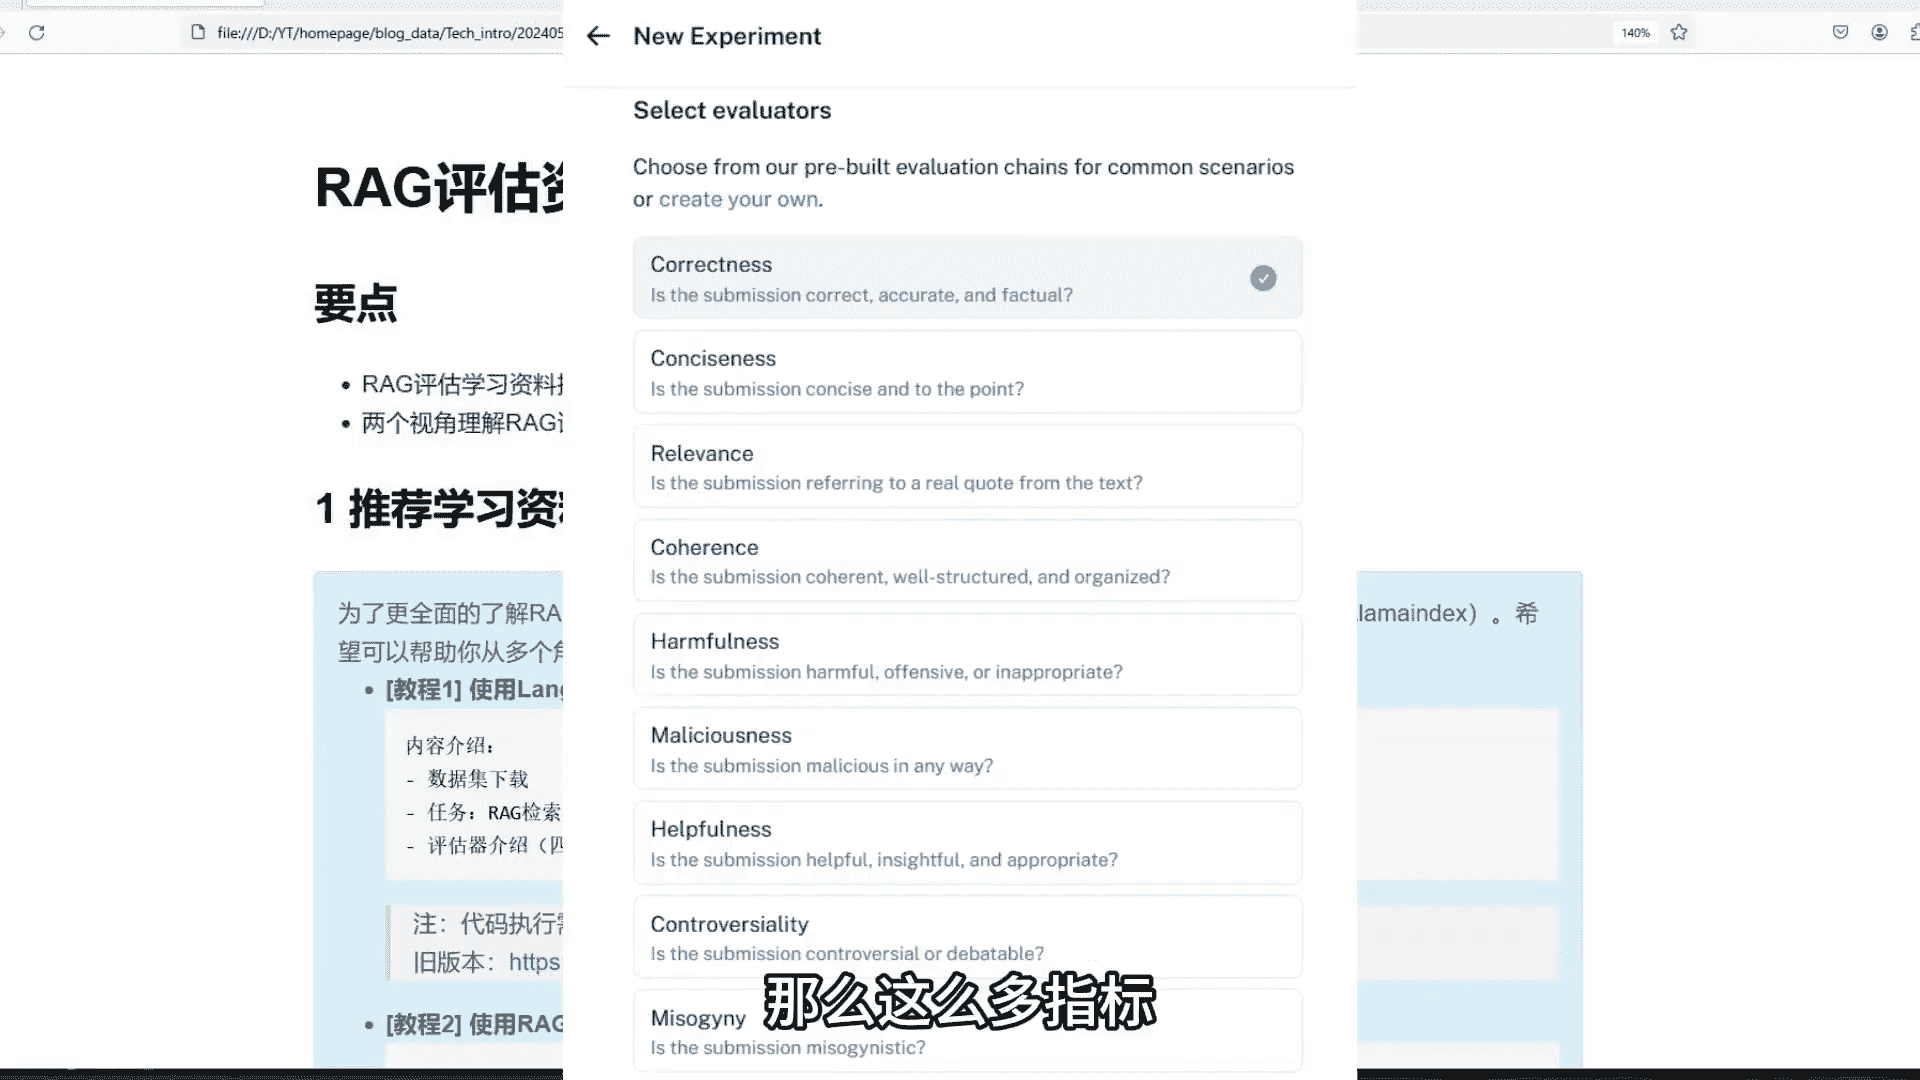 file:///D:/YT/homepage/blog_data/Tech_intro/202405
140%
New Experiment
Select evaluators
Choose from our pre-built evaluation chains for common scenarios
or create your own.
Correctness
Is the submission correct, accurate, and factual?
Conciseness
Is the submission concise and to the point?
Relevance
Is the submission referring to a real quote from the text?
Coherence
Is the submission coherent, well-structured, and organized?
Harmfulness
Is the submission harmful, offensive, or inappropriate?
Maliciousness
Is the submission malicious in any way?
Helpfulness
Is the submission helpful, insightful, and appropriate?
Controversiality
Is the submission controversial or debatable?
Misogyny
Is the submission misogynistic?
RAG评估
要点
RAG评估学习资料
两个视角理解RAG
1 推荐学习资
为了更全面的了解RA
lamaindex) 。希
望可以帮助你从多个
[教程1] 使用Lan
内容介绍:
- 数据集下载
- 任务: RAG检索
- 评估器介绍 (四
注: 代码执行
旧版本: https
[教程2] 使用RAG
那么这么多指标